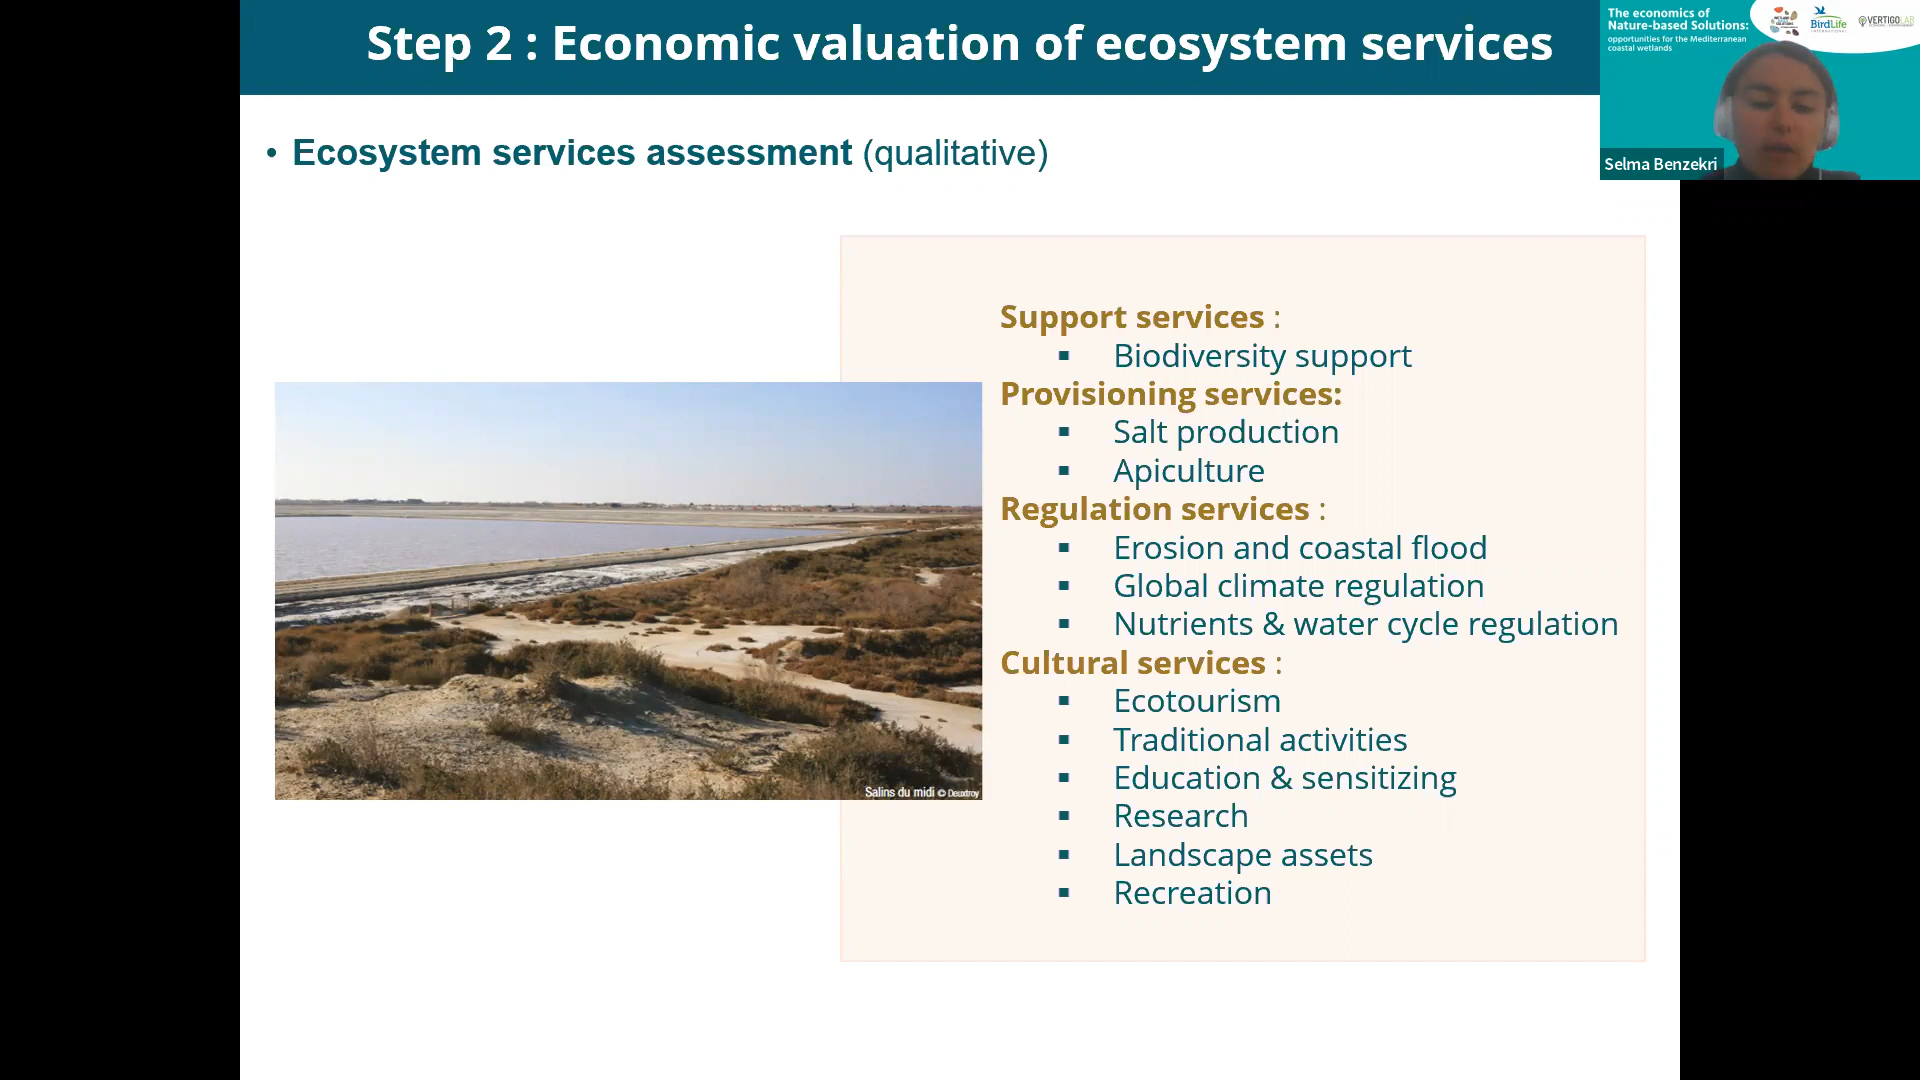 Step 2 : Economic valuation of ecosystem services
• Ecosystem services assessment (qualitative)
Support services :
▪ Biodiversity support
Provisioning services:
▪ Salt production
▪ Apiculture
Regulation services :
▪ Erosion and coastal flood
▪ Global climate regulation
▪ Nutrients & water cycle regulation
Cultural services :
▪ Ecotourism
▪ Traditional activities
▪ Education & sensitizing
▪ Research
▪ Landscape assets
▪ Recreation
Salins du midi © Deuxtroy
The economics of
Nature-based Solutions:
opportunities for the Mediterranean
coastal wetlands
BirdLife
INTERNATIONAL
VERTIGOLAB
Selma Benzekri